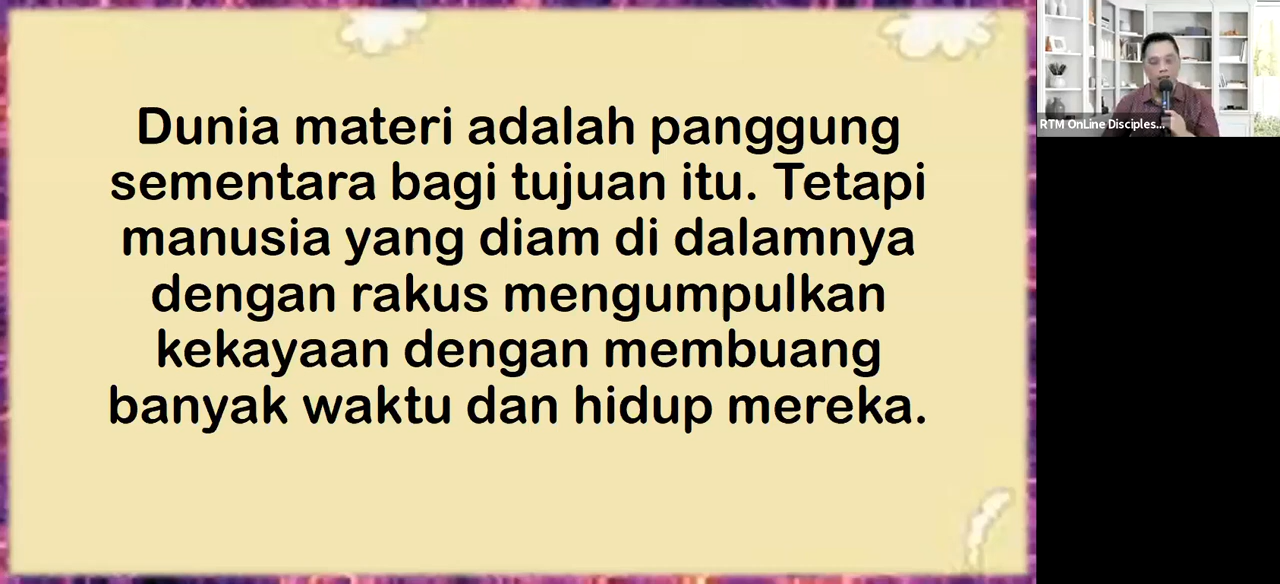 Dunia materi adalah panggung
sementara bagi tujuan itu. Tetapi
manusia yang diam di dalamnya
dengan rakus mengumpulkan
kekayaan dengan membuang
banyak waktu dan hidup mereka.
RTM OnLine Disciples...